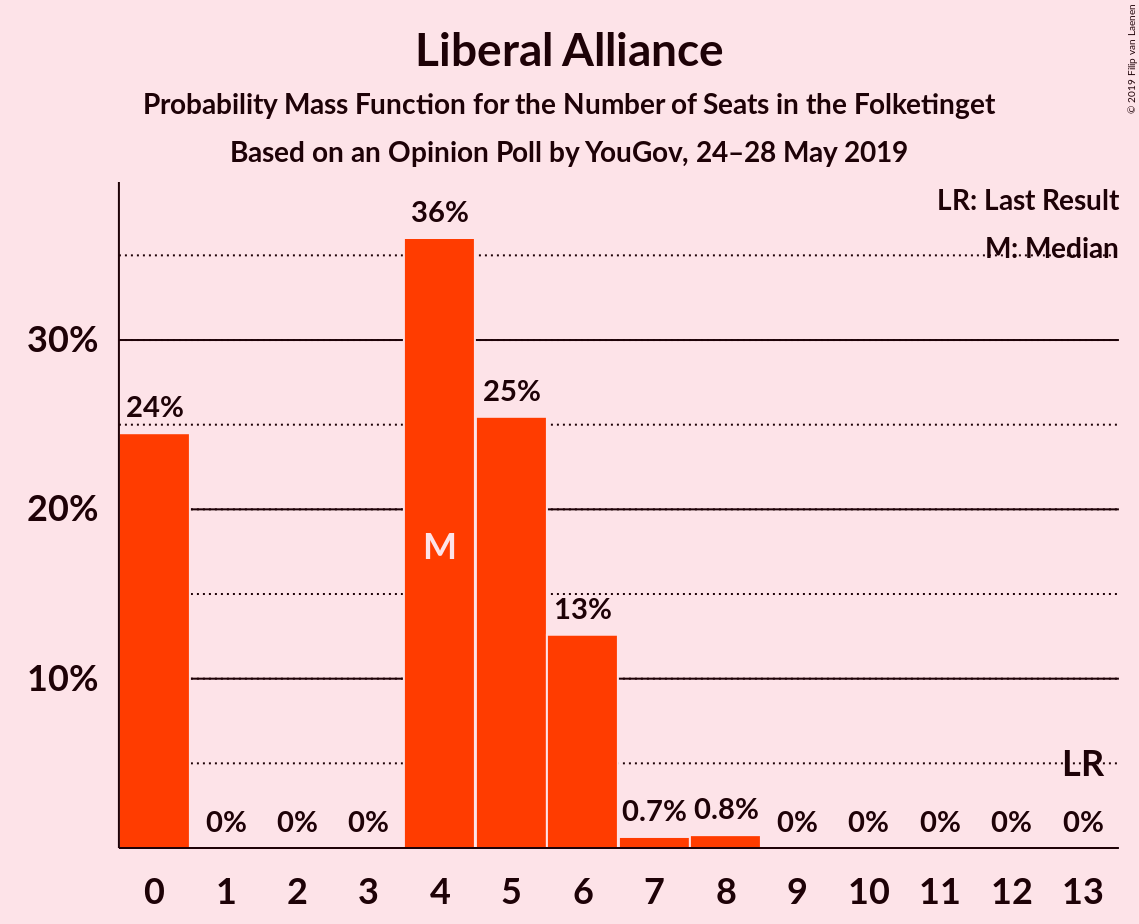 Liberal Alliance
Probability Mass Function for the Number of Seats in the Folketinget
Based on an Opinion Poll by YouGov, 24–28 May 2019
© 2019 Filip van Laenen
LR: Last Result
M: Median
36%
30%
25%
24%
20%
M
13%
10%
LR
0% 0% 0% 0.7% 0.8% 0% 0% 0% 0% 0%
0 1 2 3 4 5 6 7 8 9 10 11 12 13